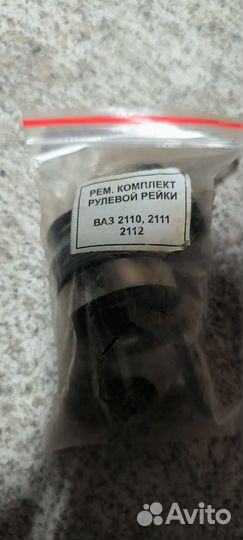 РЕМ. КОМПЛЕКТ
РУЛЕВОЙ РЕЙКИ
ВАЗ 2110, 2111
2112
Avito